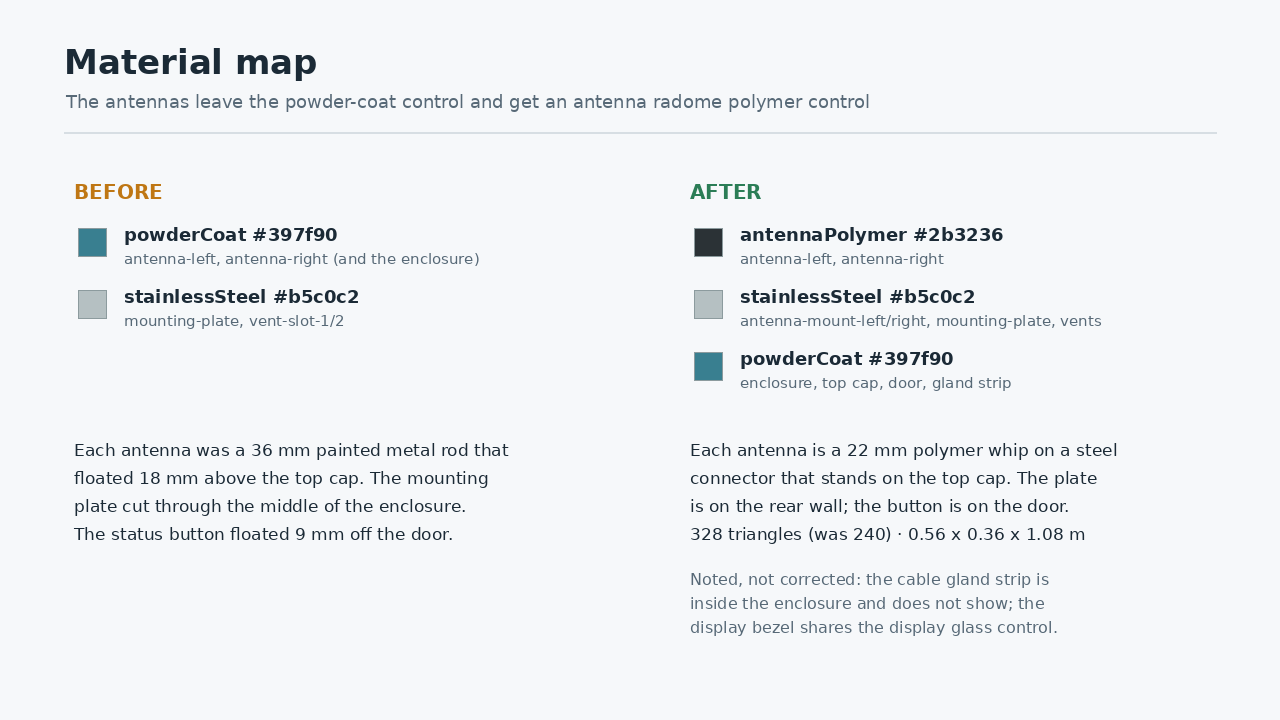 Material map
The antennas leave the powder-coat control and get an antenna radome polymer control
BEFORE
powderCoat #397f90
antenna-left, antenna-right (and the enclosure)
stainlessSteel #b5c0c2
mounting-plate, vent-slot-1/2
Each antenna was a 36 mm painted metal rod that
floated 18 mm above the top cap. The mounting
plate cut through the middle of the enclosure.
The status button floated 9 mm off the door.
AFTER
antennaPolymer #2b3236
antenna-left, antenna-right
stainlessSteel #b5c0c2
antenna-mount-left/right, mounting-plate, vents
powderCoat #397f90
enclosure, top cap, door, gland strip
Each antenna is a 22 mm polymer whip on a steel
connector that stands on the top cap. The plate
is on the rear wall; the button is on the door.
328 triangles (was 240) · 0.56 x 0.36 x 1.08 m
Noted, not corrected: the cable gland strip is
inside the enclosure and does not show; the
display bezel shares the display glass control.